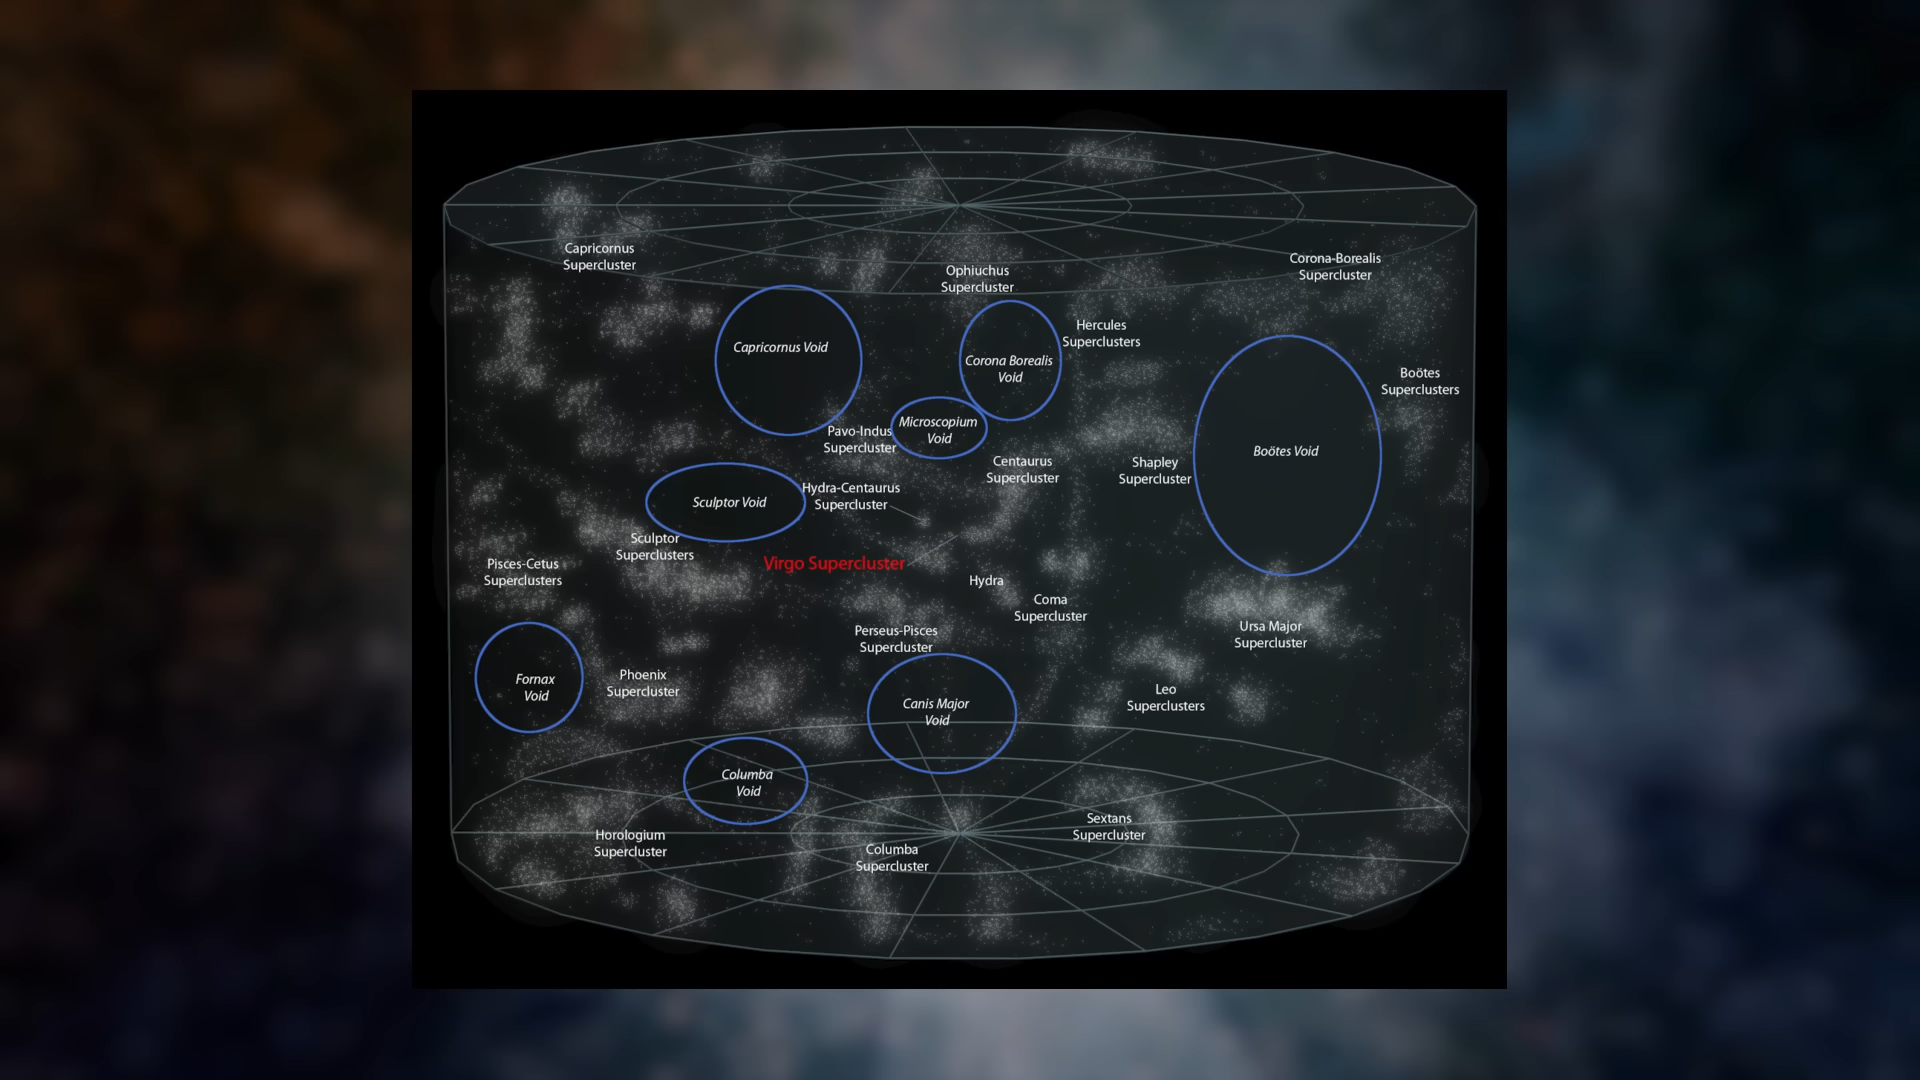 Capricornus
Supercluster
Ophiuchus
Supercluster
Corona-Borealis
Supercluster
Capricornus Void
Corona Borealis
Void
Hercules
Superclusters
Boötes
Superclusters
Pavo-Indus
Supercluster
Microscopium
Void
Centaurus
Supercluster
Shapley
Supercluster
Boötes Void
Sculptor Void
Hydra-Centaurus
Supercluster
Sculptor
Superclusters
Pisces-Cetus
Superclusters
Virgo Supercluster
Hydra
Coma
Supercluster
Perseus-Pisces
Supercluster
Ursa Major
Supercluster
Fornax
Void
Phoenix
Supercluster
Canis Major
Void
Leo
Superclusters
Columba
Void
Horologium
Supercluster
Columba
Supercluster
Sextans
Supercluster